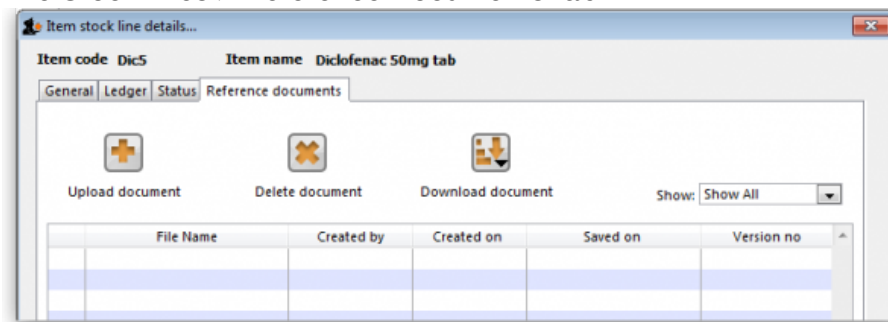 Item stock line details...
Item code Dic5 Item name Diclofenac 50mg tab
General Ledger Status Reference documents
Upload document Delete document Download document Show: Show All
File Name Created by Created on Saved on Version no